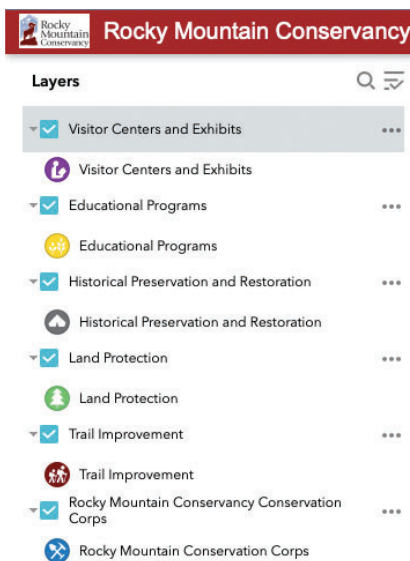 Rocky
Mountain
Conservancy
Rocky Mountain Conservancy
Layers
Visitor Centers and Exhibits
Visitor Centers and Exhibits
Educational Programs
Educational Programs
Historical Preservation and Restoration
Historical Preservation and Restoration
Land Protection
Land Protection
Trail Improvement
Trail Improvement
Rocky Mountain Conservancy Conservation
Corps
Rocky Mountain Conservation Corps